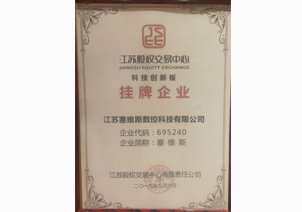 JSEE
江苏股权交易中心
JIANGSU EQUITY EXCHANGE
科技创新板
挂牌企业
江苏塞维斯数控科技有限公司
企业代码：695240
企业简称：塞维斯
江苏股权交易中心有限责任公司